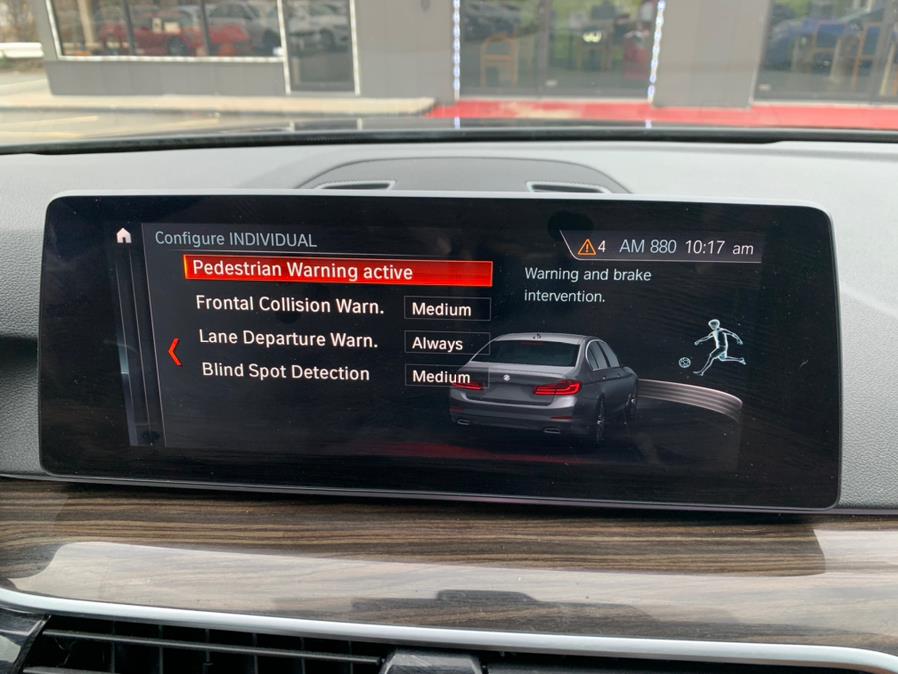 Configure INDIVIDUAL
4 AM 880 10:17 am
Pedestrian Warning active
Warning and brake
intervention.
Frontal Collision Warn. Medium
Lane Departure Warn. Always
Blind Spot Detection Medium